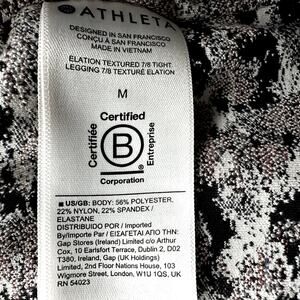 ATHLETA
DESIGNED IN SAN FRANCISCO
CONÇU À SAN FRANCISCO
MADE IN VIETNAM
ELATION TEXTURED 7/8 TIGHT
LEGGING 7/8 TEXTURÉ ELATION
M
Certified
Certifiée
B
Entreprise
Corporation
US/GB: BODY: 56% POLYESTER,
22% NYLON, 22% SPANDEX /
ELASTANE
DISTRIBUIDO POR / Imported
By/Importe Par / ΕΙΣΑΓΕΤΑΙ ΑΠΟ ΤΗΝ:
Gap Stores (Ireland) Limited c/o Arthur
Cox, 10 Earlsfort Terrace, Dublin 2, D02
T380, Ireland, Gap (UK Holdings)
Limited, 2nd Floor Nations House, 103
Wigmore Street, London, W1U 1QS, UK
RN 54023